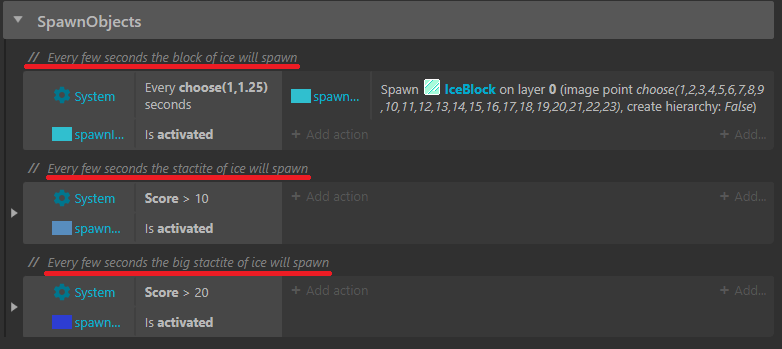 SpawnObjects
// Every few seconds the block of ice will spawn
System Every choose(1,1.25) seconds
spawnI... Is activated
spawn... Spawn IceBlock on layer 0 (image point choose(1,2,3,4,5,6,7,8,9
,10,11,12,13,14,15,16,17,18,19,20,21,22,23), create hierarchy: False)
+ Add action + Add...
// Every few seconds the stactite of ice will spawn
System Score > 10 + Add action + Add...
spawn... Is activated
// Every few seconds the big stactite of ice will spawn
System Score > 20 + Add action + Add...
spawn... Is activated